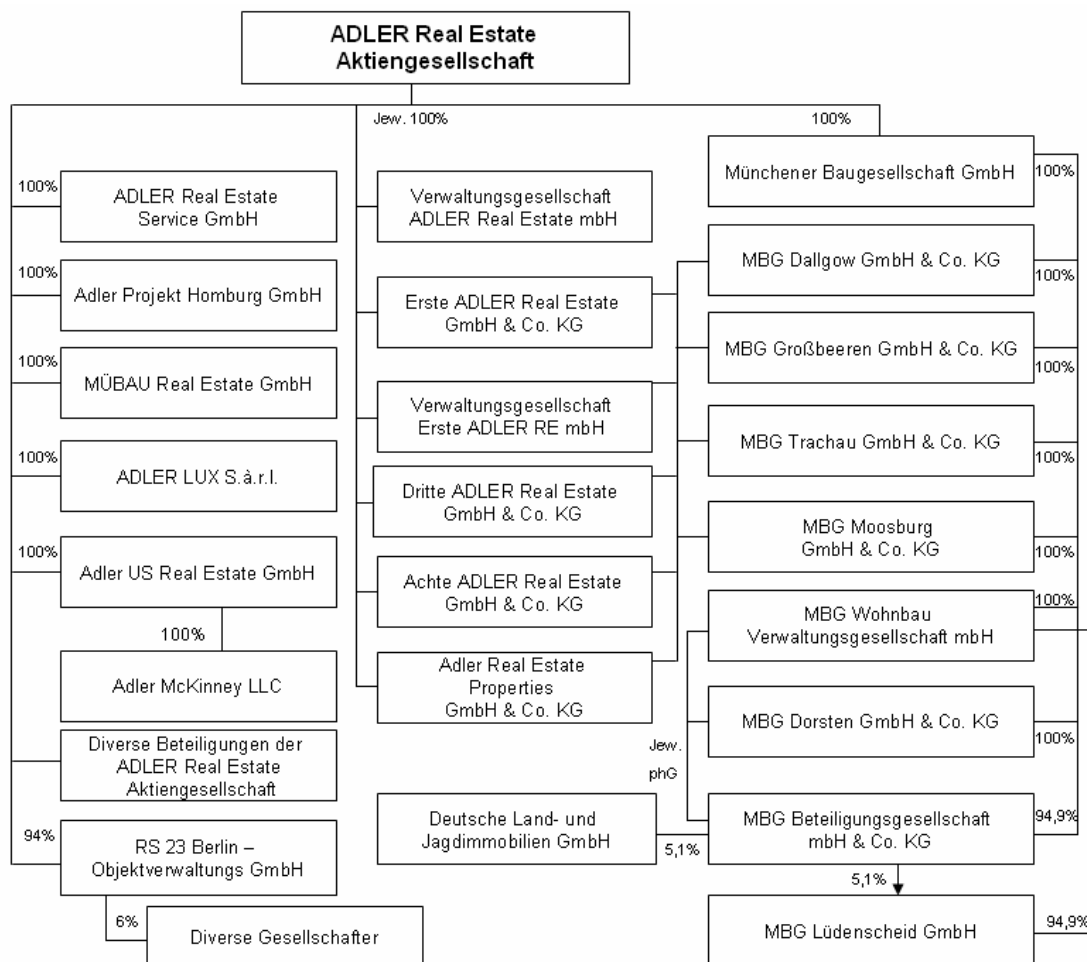 ADLER Real Estate
Aktiengesellschaft
Jew. 100%
100%
100%
ADLER Real Estate
Service GmbH
Verwaltungsgesellschaft
ADLER Real Estate mbH
Münchener Baugesellschaft GmbH
100%
100%
Adler Projekt Homburg GmbH
Erste ADLER Real Estate
GmbH & Co. KG
MBG Dallgow GmbH & Co. KG
100%
100%
MÜBAU Real Estate GmbH
Verwaltungsgesellschaft
Erste ADLER RE mbH
MBG Großbeeren GmbH & Co. KG
100%
100%
ADLER LUX S.à.r.l.
Dritte ADLER Real Estate
GmbH & Co. KG
MBG Trachau GmbH & Co. KG
100%
100%
Adler US Real Estate GmbH
Achte ADLER Real Estate
GmbH & Co. KG
MBG Moosburg
GmbH & Co. KG
100%
100%
Adler McKinney LLC
Adler Real Estate
Properties
GmbH & Co. KG
MBG Wohnbau
Verwaltungsgesellschaft mbH
100%
Diverse Beteiligungen der
ADLER Real Estate
Aktiengesellschaft
MBG Dorsten GmbH & Co. KG
100%
Jew.
phG
94%
RS 23 Berlin –
Objektverwaltungs GmbH
Deutsche Land- und
Jagdimmobilien GmbH
5,1%
MBG Beteiligungsgesellschaft
mbH & Co. KG
94,9%
6%
Diverse Gesellschafter
5,1%
MBG Lüdenscheid GmbH
94,9%